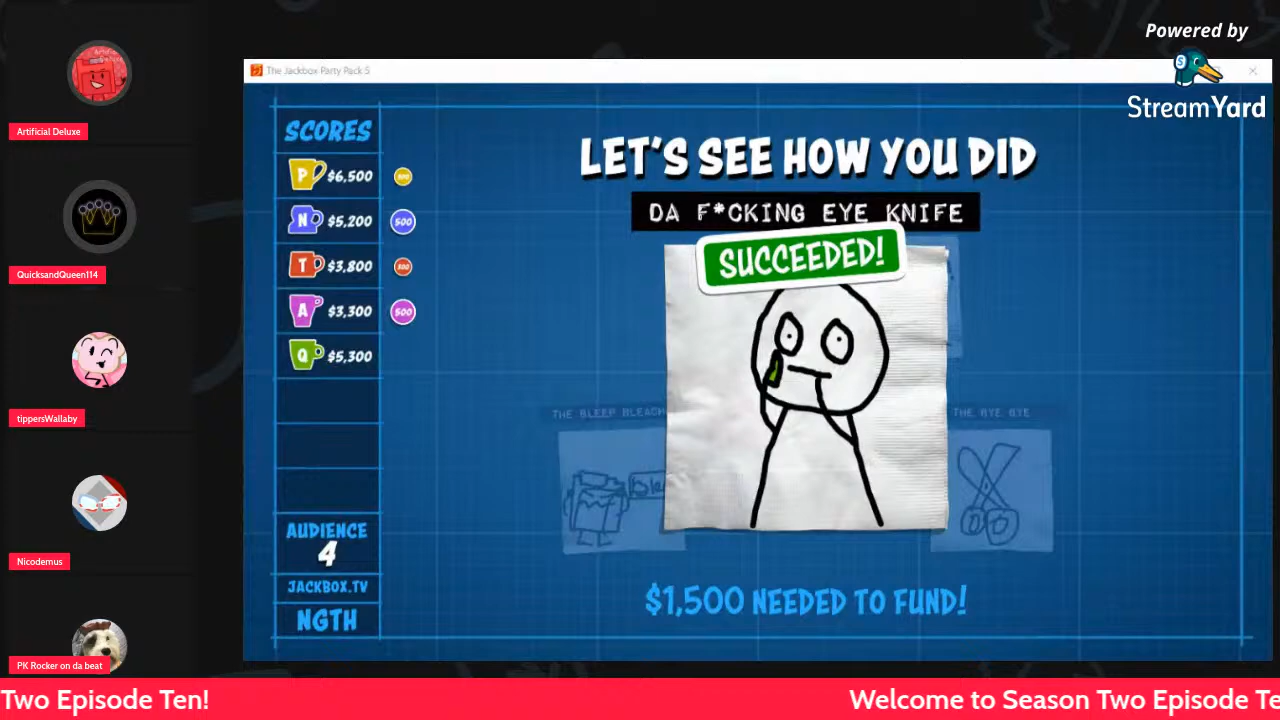 Powered by
S
StreamYard
Artificial Deluxe
QuicksandQueen114
tippersWallaby
Nicodemus
PK Rocker on da beat
The Jackbox Party Pack 5
SCORES
P $6,500
N $5,200 500
T $3,800
A $3,300 500
Q $5,300
AUDIENCE
4
JACKBOX.TV
NGTH
LET'S SEE HOW YOU DID
DA F*CKING EYE KNIFE
SUCCEEDED!
THE BLEEP BLEACH
THE BYE BYE
$1,500 NEEDED TO FUND!
Two Episode Ten!
Welcome to Season Two Episode Te